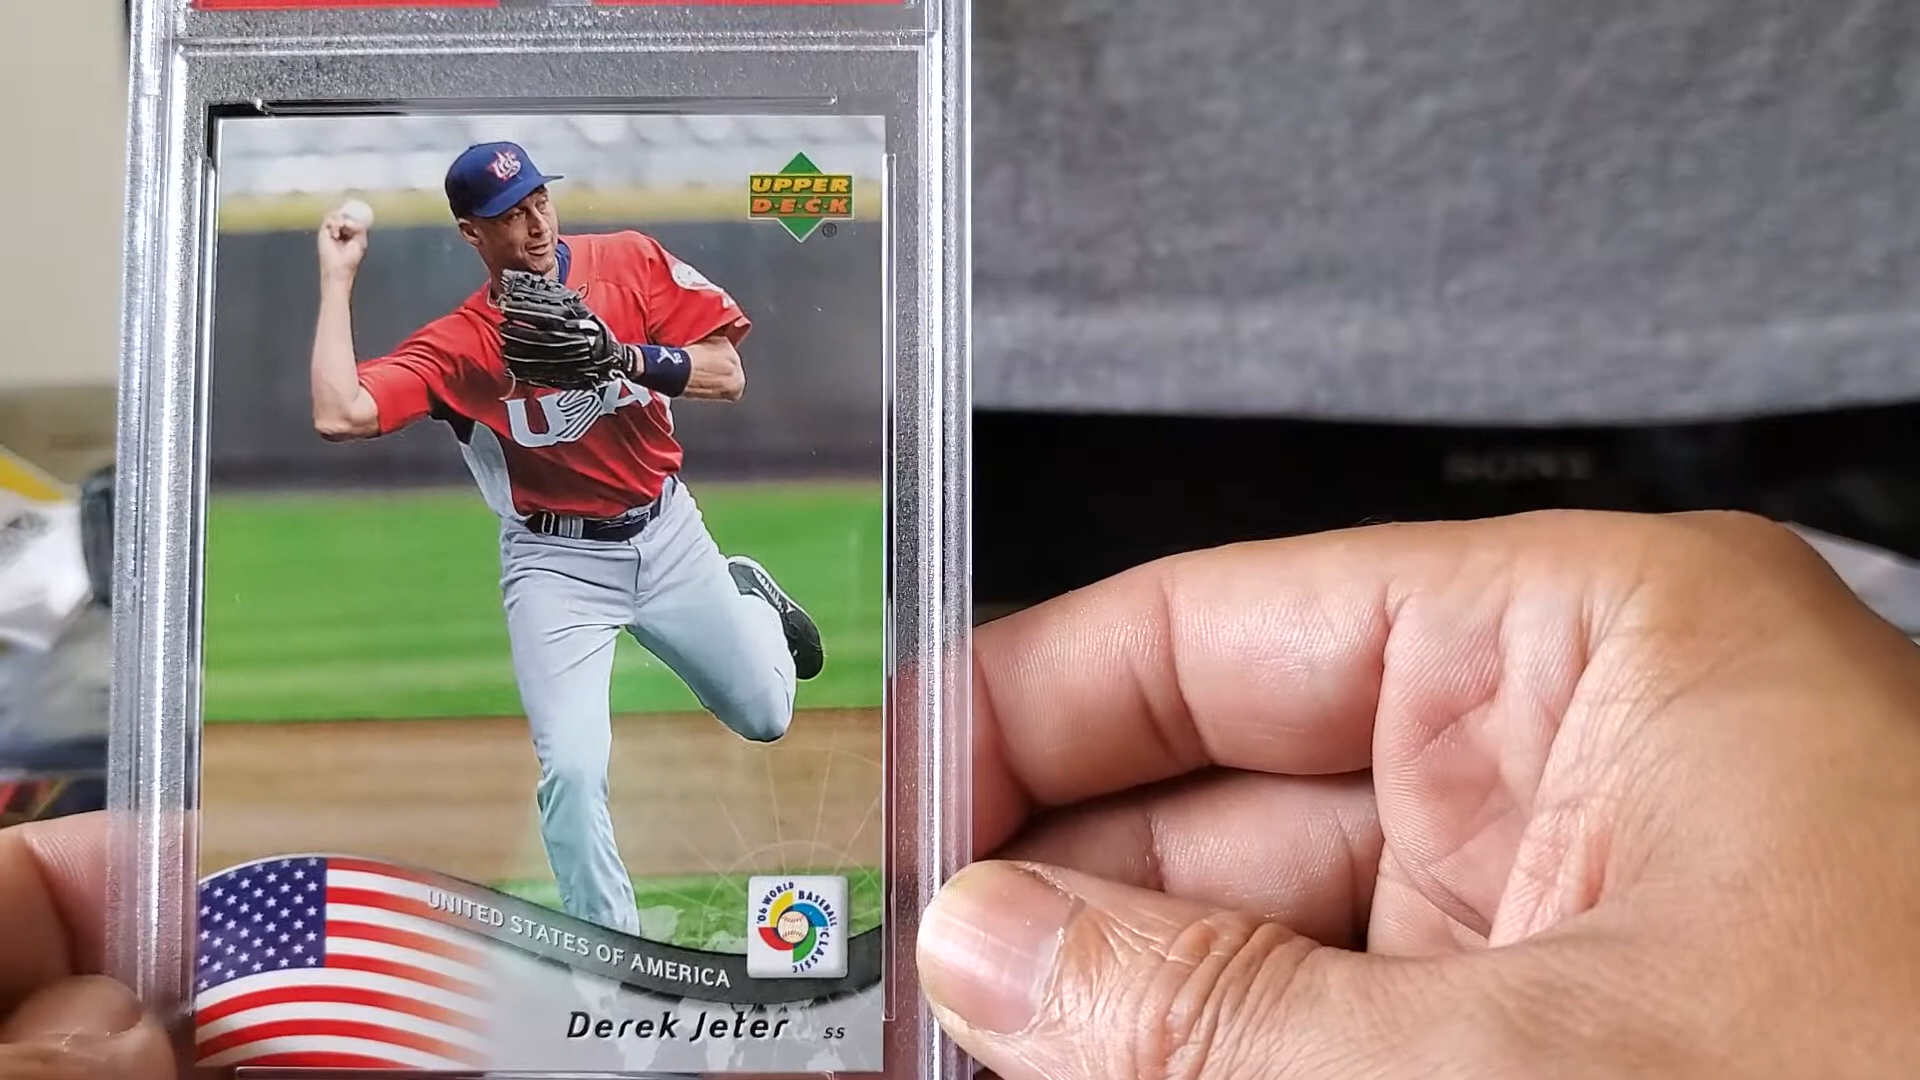 UPPER
D·E·C·K
®
USA
SONY
UNITED STATES OF AMERICA
'06 WORLD BASEBALL CLASSIC
Derek Jeter SS